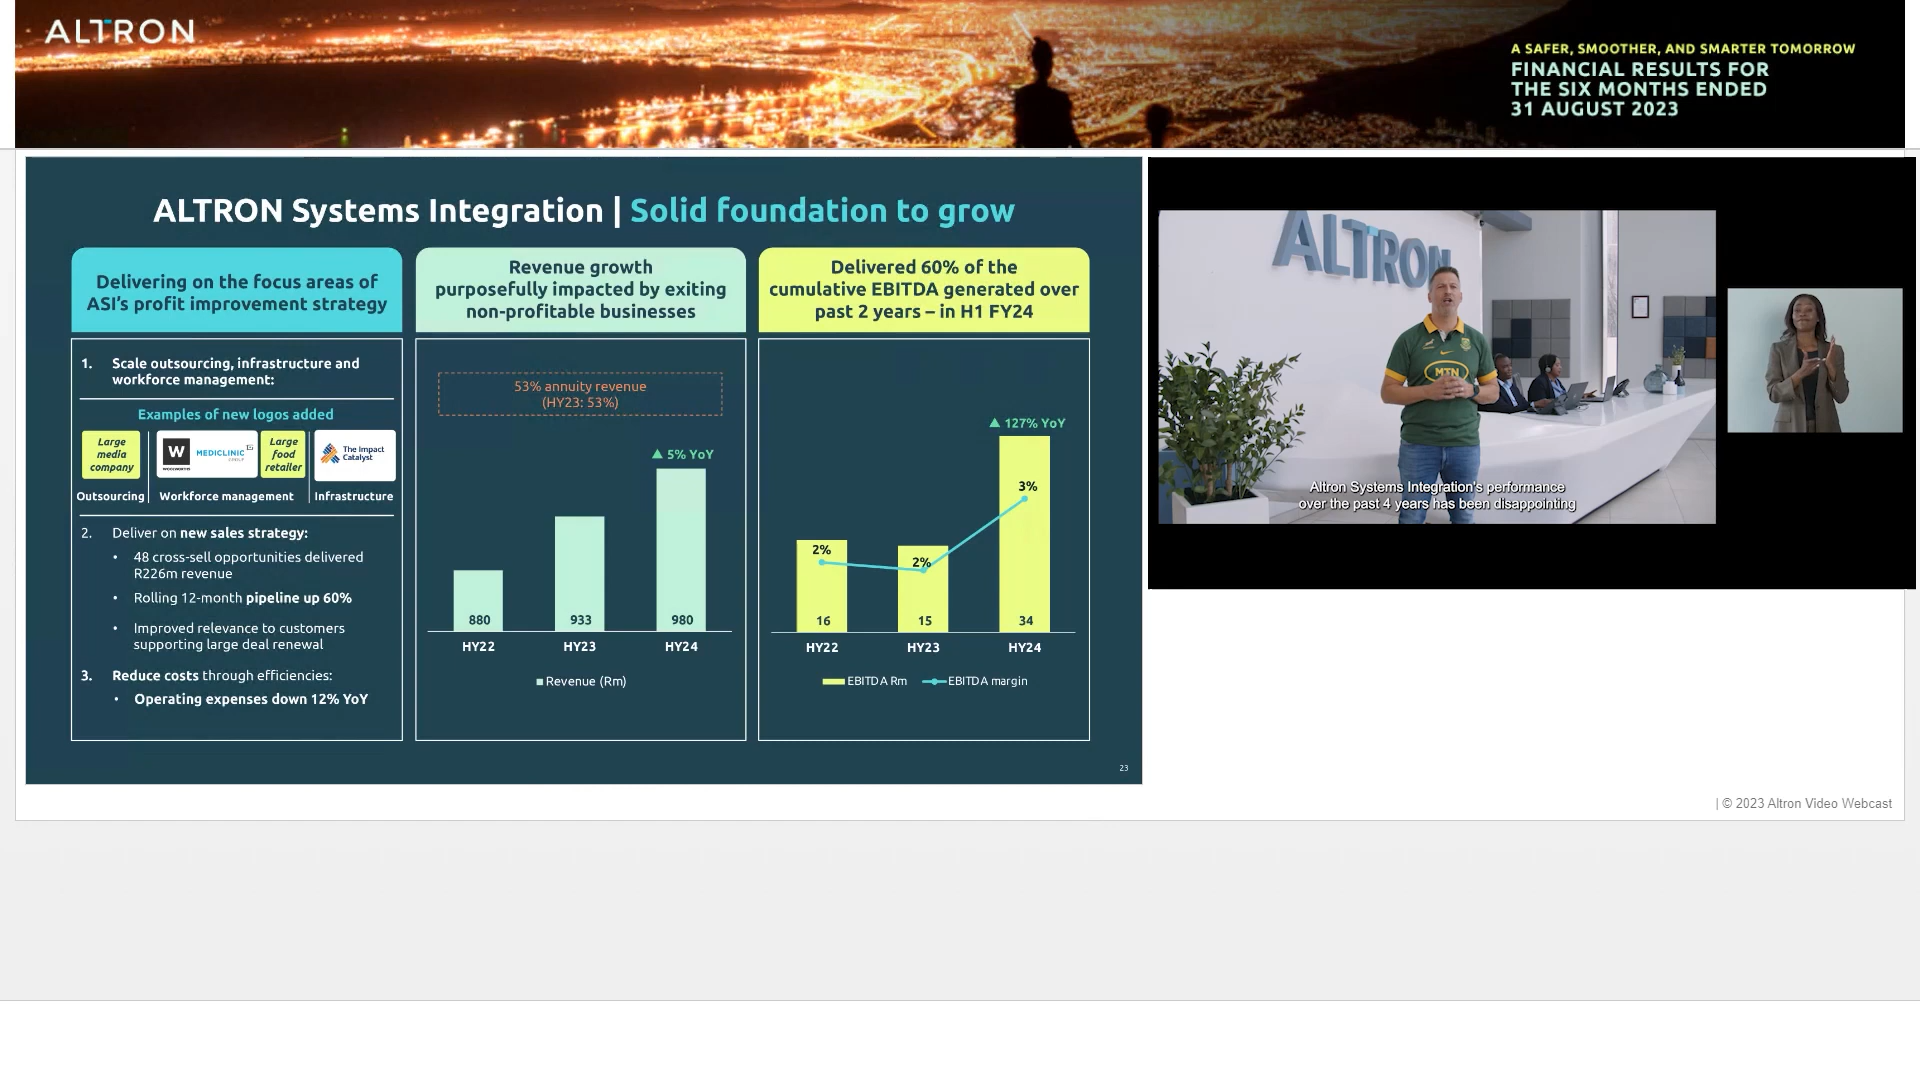 ALTRON
A SAFER, SMOOTHER, AND SMARTER TOMORROW
FINANCIAL RESULTS FOR
THE SIX MONTHS ENDED
31 AUGUST 2023
ALTRON Systems Integration | Solid foundation to grow
Delivering on the focus areas of
ASI's profit improvement strategy
1. Scale outsourcing, infrastructure and
workforce management:
Examples of new logos added
Large
media
company
W
WOOLWORTHS
MEDICLINIC
GROUP
Large
food
retailer
The Impact
Catalyst
Outsourcing
Workforce management
Infrastructure
2. Deliver on new sales strategy:
• 48 cross-sell opportunities delivered
R226m revenue
• Rolling 12-month pipeline up 60%
• Improved relevance to customers
supporting large deal renewal
3. Reduce costs through efficiencies:
• Operating expenses down 12% YoY
Revenue growth
purposefully impacted by exiting
non-profitable businesses
53% annuity revenue
(HY23: 53%)
▲ 5% YoY
880
933
980
HY22
HY23
HY24
Revenue (Rm)
Delivered 60% of the
cumulative EBITDA generated over
past 2 years – in H1 FY24
▲ 127% YoY
3%
2%
2%
16
15
34
HY22
HY23
HY24
EBITDA Rm
EBITDA margin
23
ALTRON
MTN
Altron Systems Integration's performance
over the past 4 years has been disappointing
| © 2023 Altron Video Webcast